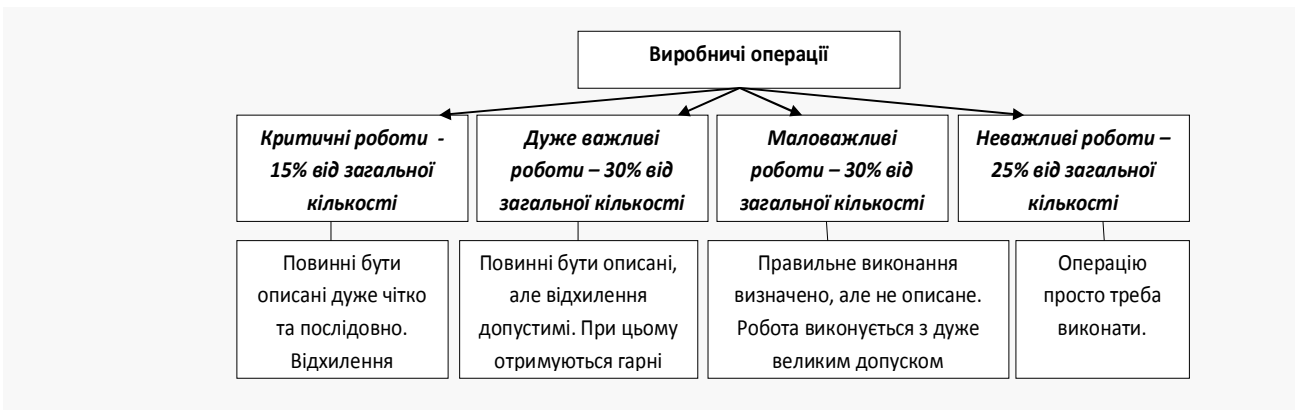 Виробничі операції
Критичні роботи -
15% від загальної
кількості
Дуже важливі
роботи – 30% від
загальної кількості
Маловажливі
роботи – 30% від
загальної кількості
Неважливі роботи –
25% від загальної
кількості
Повинні бути
описані дуже чітко
та послідовно.
Відхилення
Повинні бути описані,
але відхилення
допустимі. При цьому
отримуються гарні
Правильне виконання
визначено, але не описане.
Робота виконується з дуже
великим допуском
Операцію
просто треба
виконати.